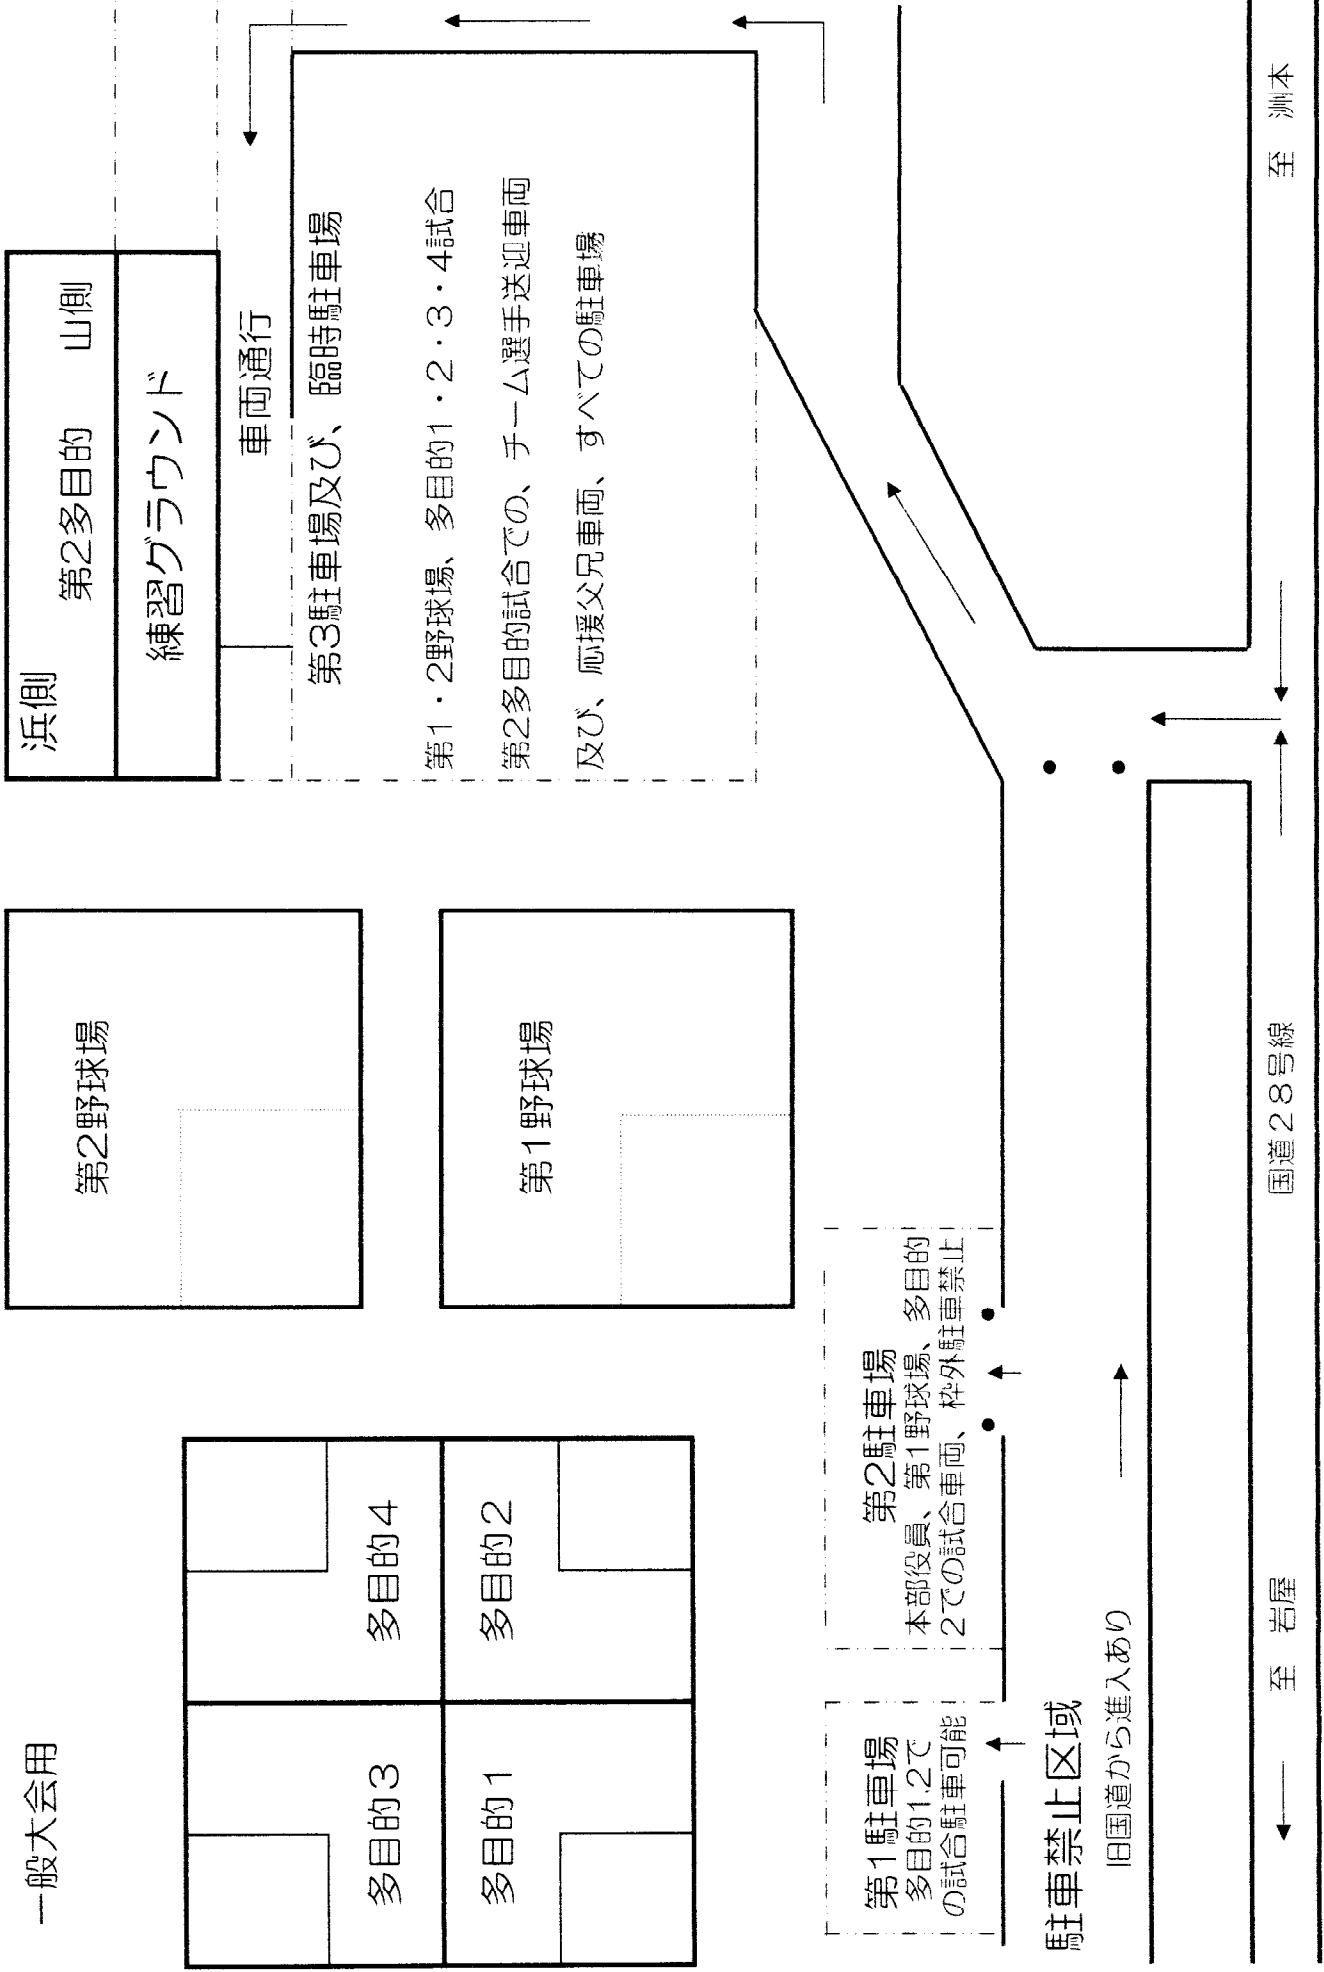 一般大会用
浜側
第2多目的　山側
練習グラウンド
車両通行
第3駐車場及び、臨時駐車場
第1・2野球場、多目的1・2・3・4試合
第2多目的試合での、チーム選手送迎車両
及び、応援父兄車両、すべての駐車場
第2野球場
第1野球場
多目的3
多目的4
多目的1
多目的2
第1駐車場
多目的1.2で
の試合駐車可能
第2駐車場
本部役員、第1野球場、多目的
2での試合車両、枠外駐車禁止
駐車禁止区域
旧国道から進入あり
至　岩屋
国道28号線
至　洲本